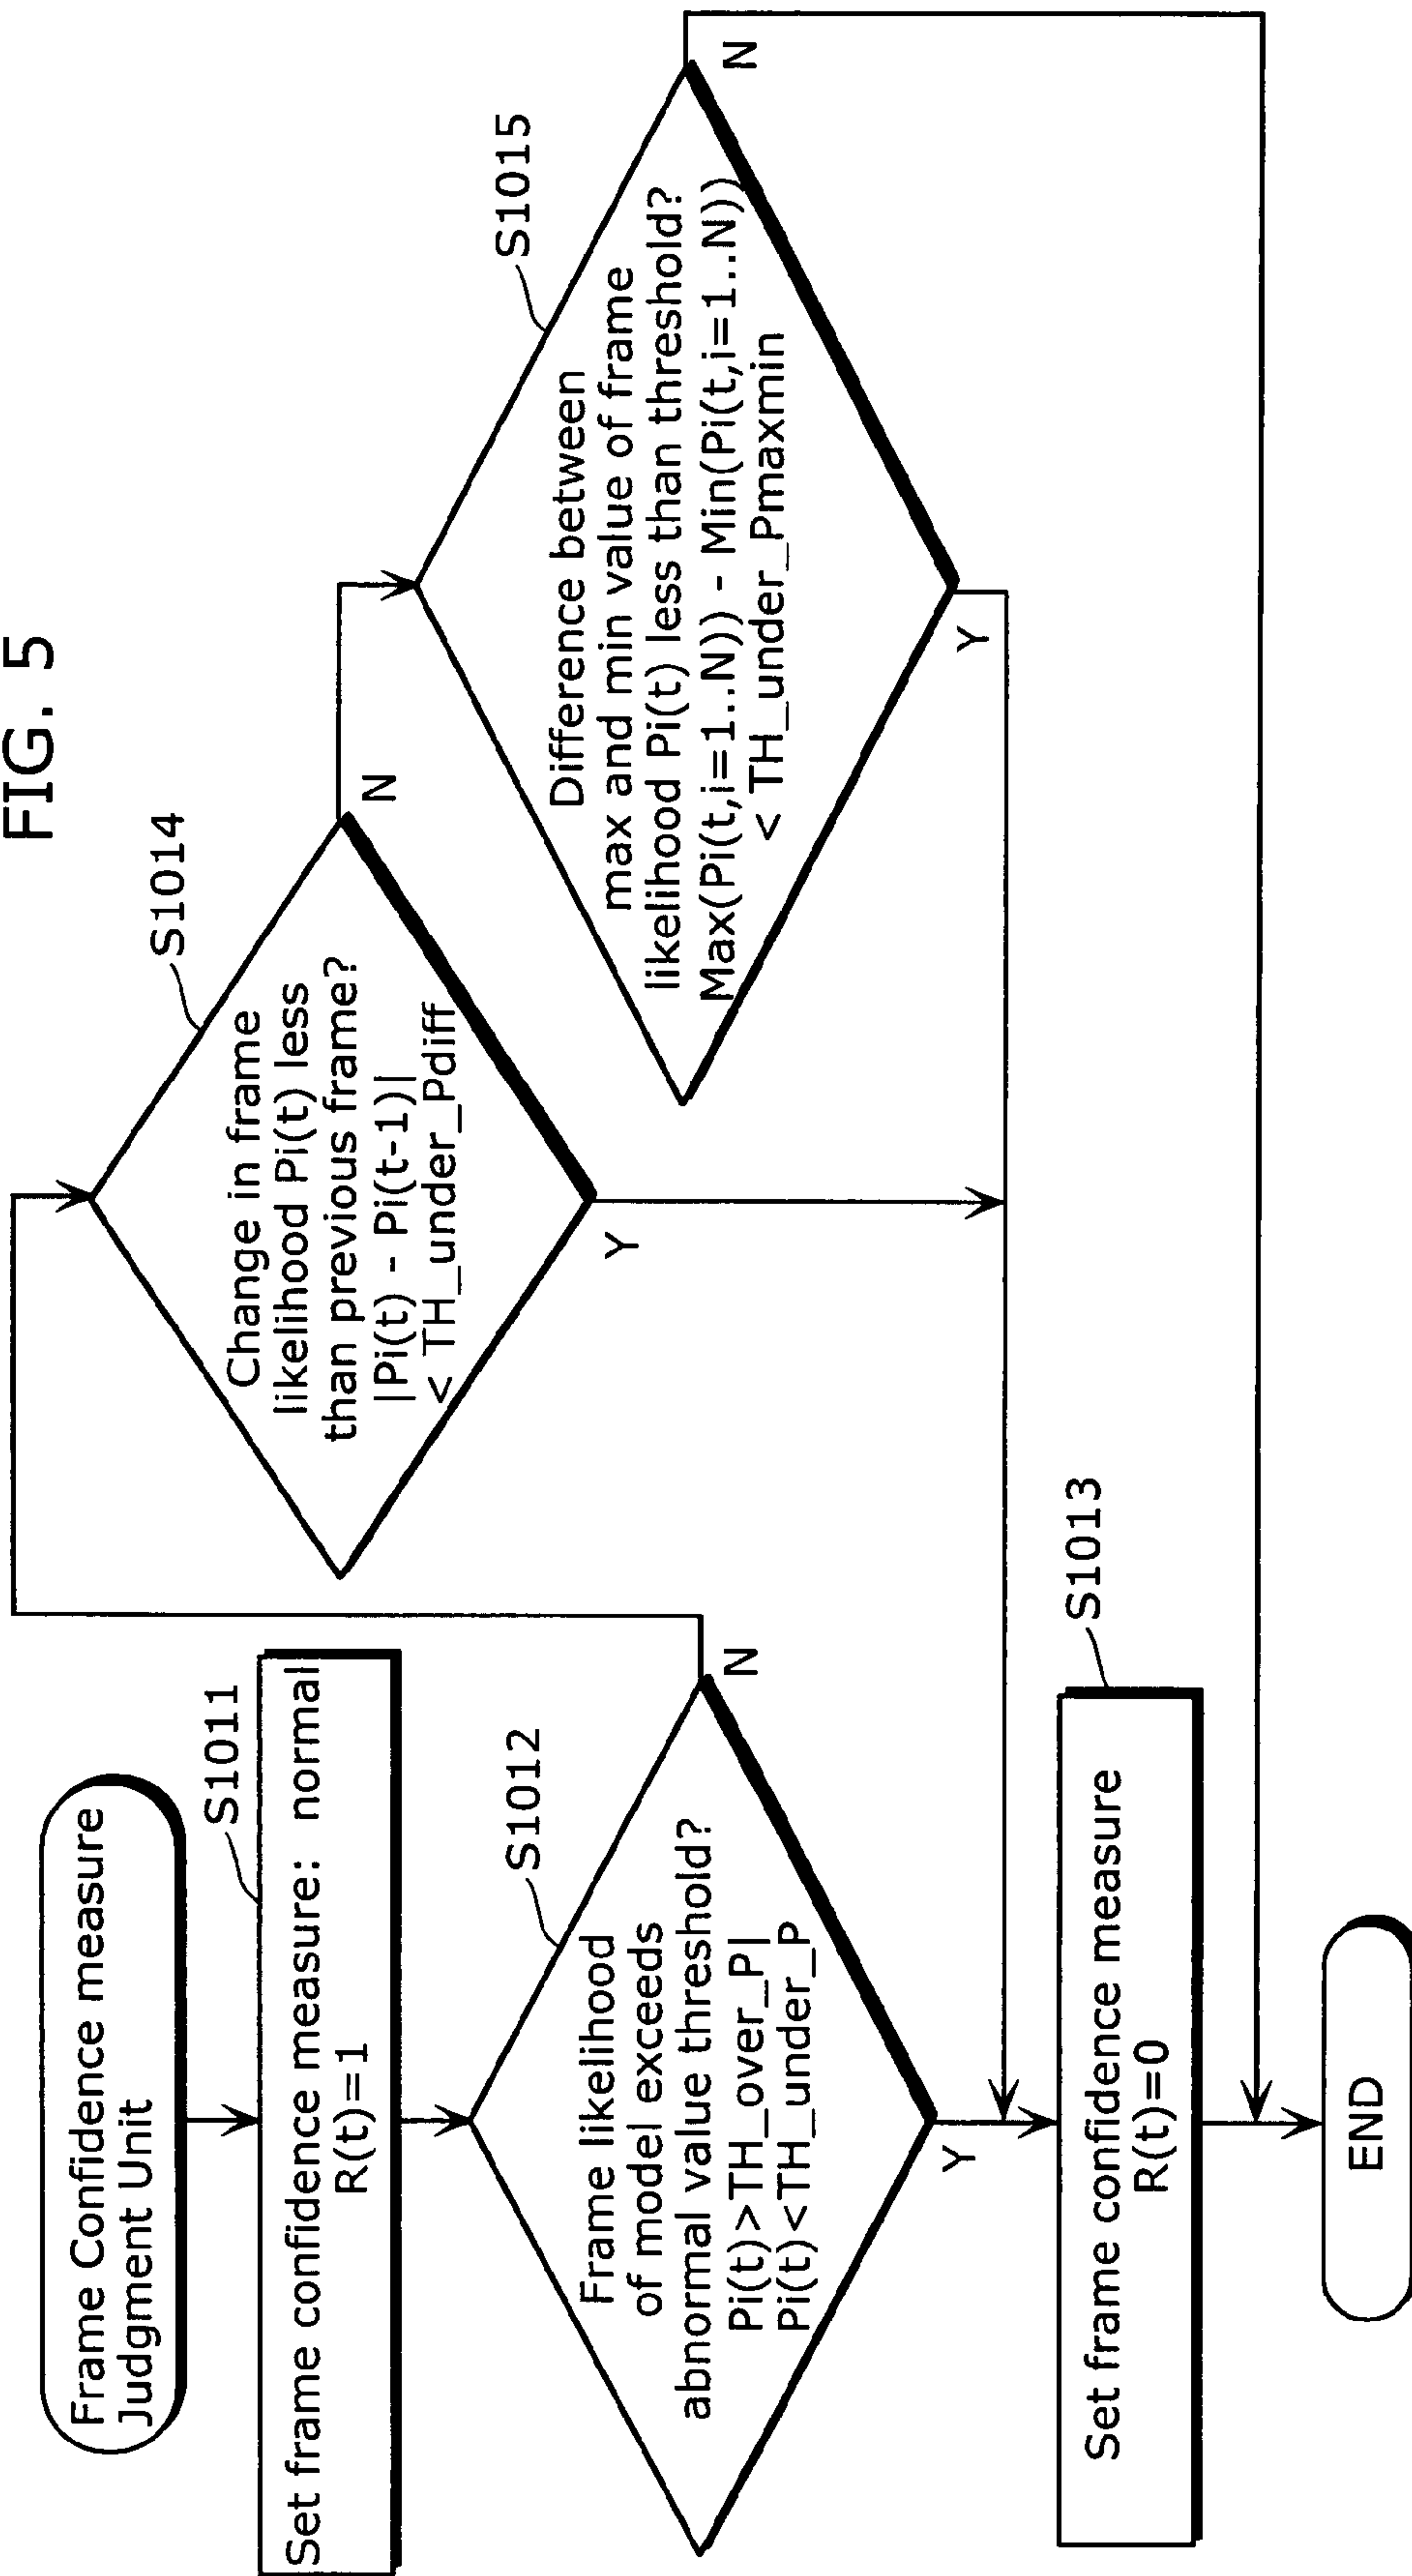 FIG. 5
Frame Confidence measure
Judgment Unit
S1011
Set frame confidence measure: normal
R(t)=1
S1012
Frame likelihood
of model exceeds
abnormal value threshold?
Pi(t)>TH_over_P|
Pi(t)<TH_under_P
N
Y
S1013
Set frame confidence measure
R(t)=0
END
S1014
Change in frame
likelihood Pi(t) less
than previous frame?
|Pi(t) - Pi(t-1)|
< TH_under_Pdiff
N
Y
S1015
Difference between
max and min value of frame
likelihood Pi(t) less than threshold?
Max(Pi(t,i=1..N)) - Min(Pi(t,i=1..N))
< TH_under_Pmaxmin
N
Y